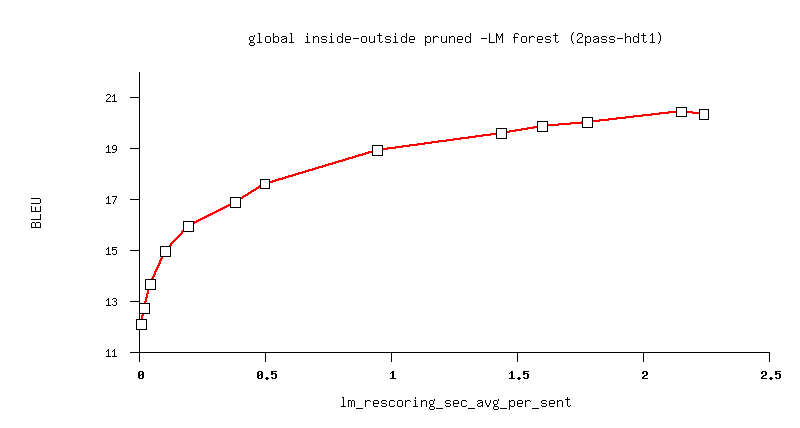 global inside-outside pruned -LM forest (2pass-hdt1)
21
19
17
15
13
11
BLEU
0 0.5 1 1.5 2 2.5
lm_rescoring_sec_avg_per_sent